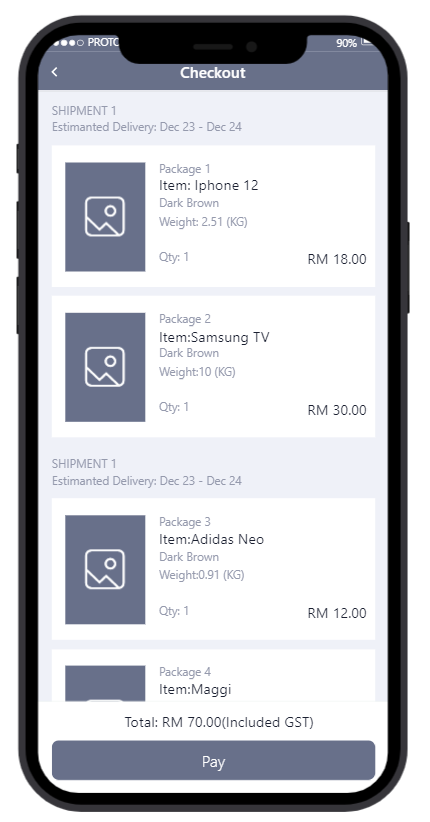 PROTO
90%
Checkout
SHIPMENT 1
Estimanted Delivery: Dec 23 - Dec 24
Package 1
Item: Iphone 12
Dark Brown
Weight: 2.51 (KG)
Qty: 1
RM 18.00
Package 2
Item:Samsung TV
Dark Brown
Weight:10 (KG)
Qty: 1
RM 30.00
SHIPMENT 1
Estimanted Delivery: Dec 23 - Dec 24
Package 3
Item:Adidas Neo
Dark Brown
Weight:0.91 (KG)
Qty: 1
RM 12.00
Package 4
Item:Maggi
Total: RM 70.00(Included GST)
Pay